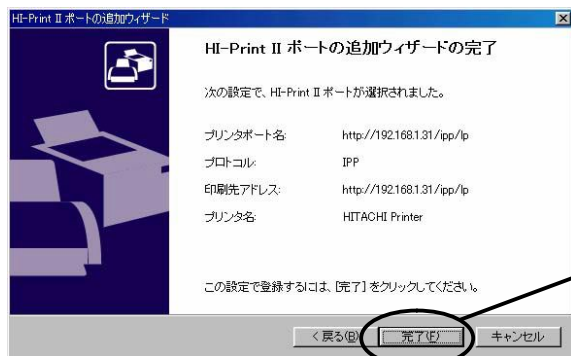 HI-Print Ⅱ ポートの追加ウィザード
HI-Print II ポートの追加ウィザードの完了
次の設定で、HI-Print Ⅱ ポートが選択されました。
プリンタポート名: http://192.168.1.31/ipp/lp
プロトコル: IPP
印刷先アドレス: http://192.168.1.31/ipp/lp
プリンタ名: HITACHI Printer
この設定で登録するには、[完了] をクリックしてください。
< 戻る(B) 完了(F) キャンセル